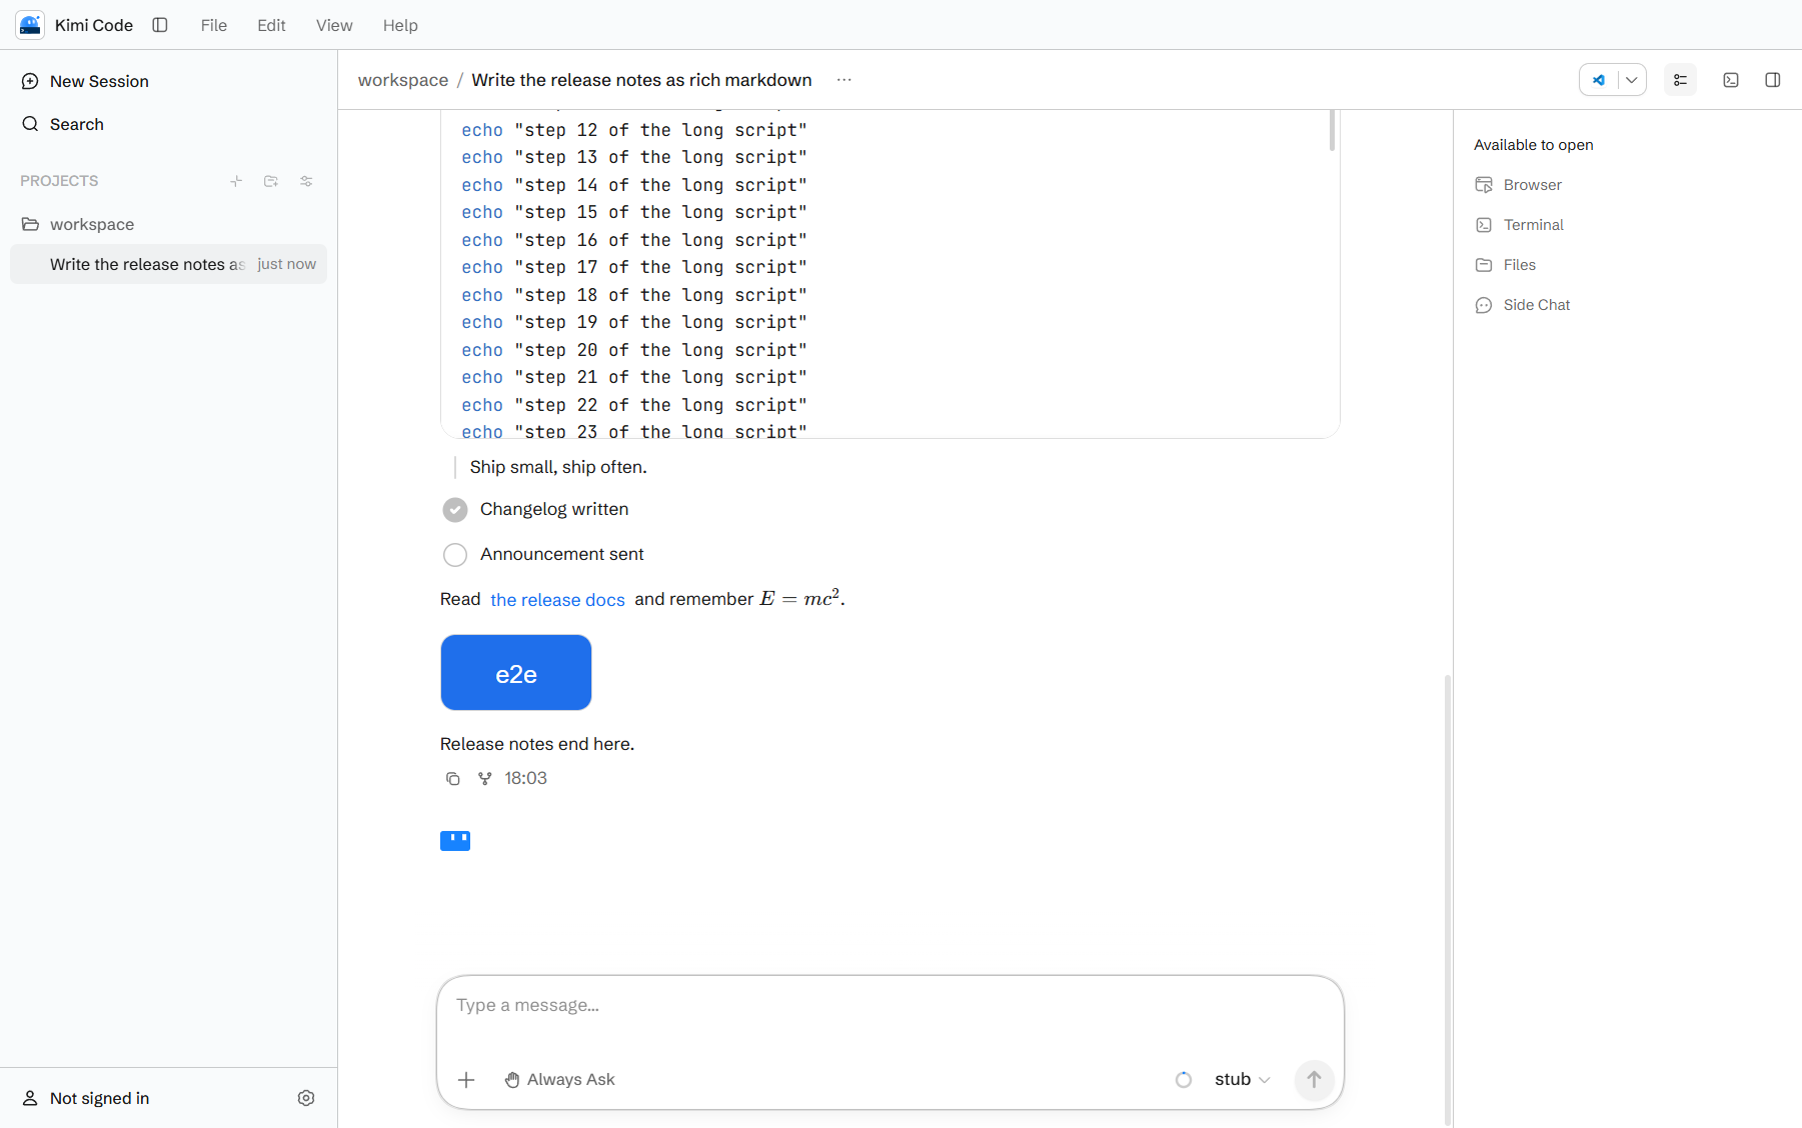 Kimi Code File Edit View Help
New Session
Search
PROJECTS
workspace
Write the release notes as just now
Not signed in
workspace / Write the release notes as rich markdown ···
echo "step 12 of the long script"
echo "step 13 of the long script"
echo "step 14 of the long script"
echo "step 15 of the long script"
echo "step 16 of the long script"
echo "step 17 of the long script"
echo "step 18 of the long script"
echo "step 19 of the long script"
echo "step 20 of the long script"
echo "step 21 of the long script"
echo "step 22 of the long script"
echo "step 23 of the long script"
Ship small, ship often.
Changelog written
Announcement sent
Read the release docs and remember E = mc².
e2e
Release notes end here.
18:03
Type a message...
Always Ask stub
Available to open
Browser
Terminal
Files
Side Chat